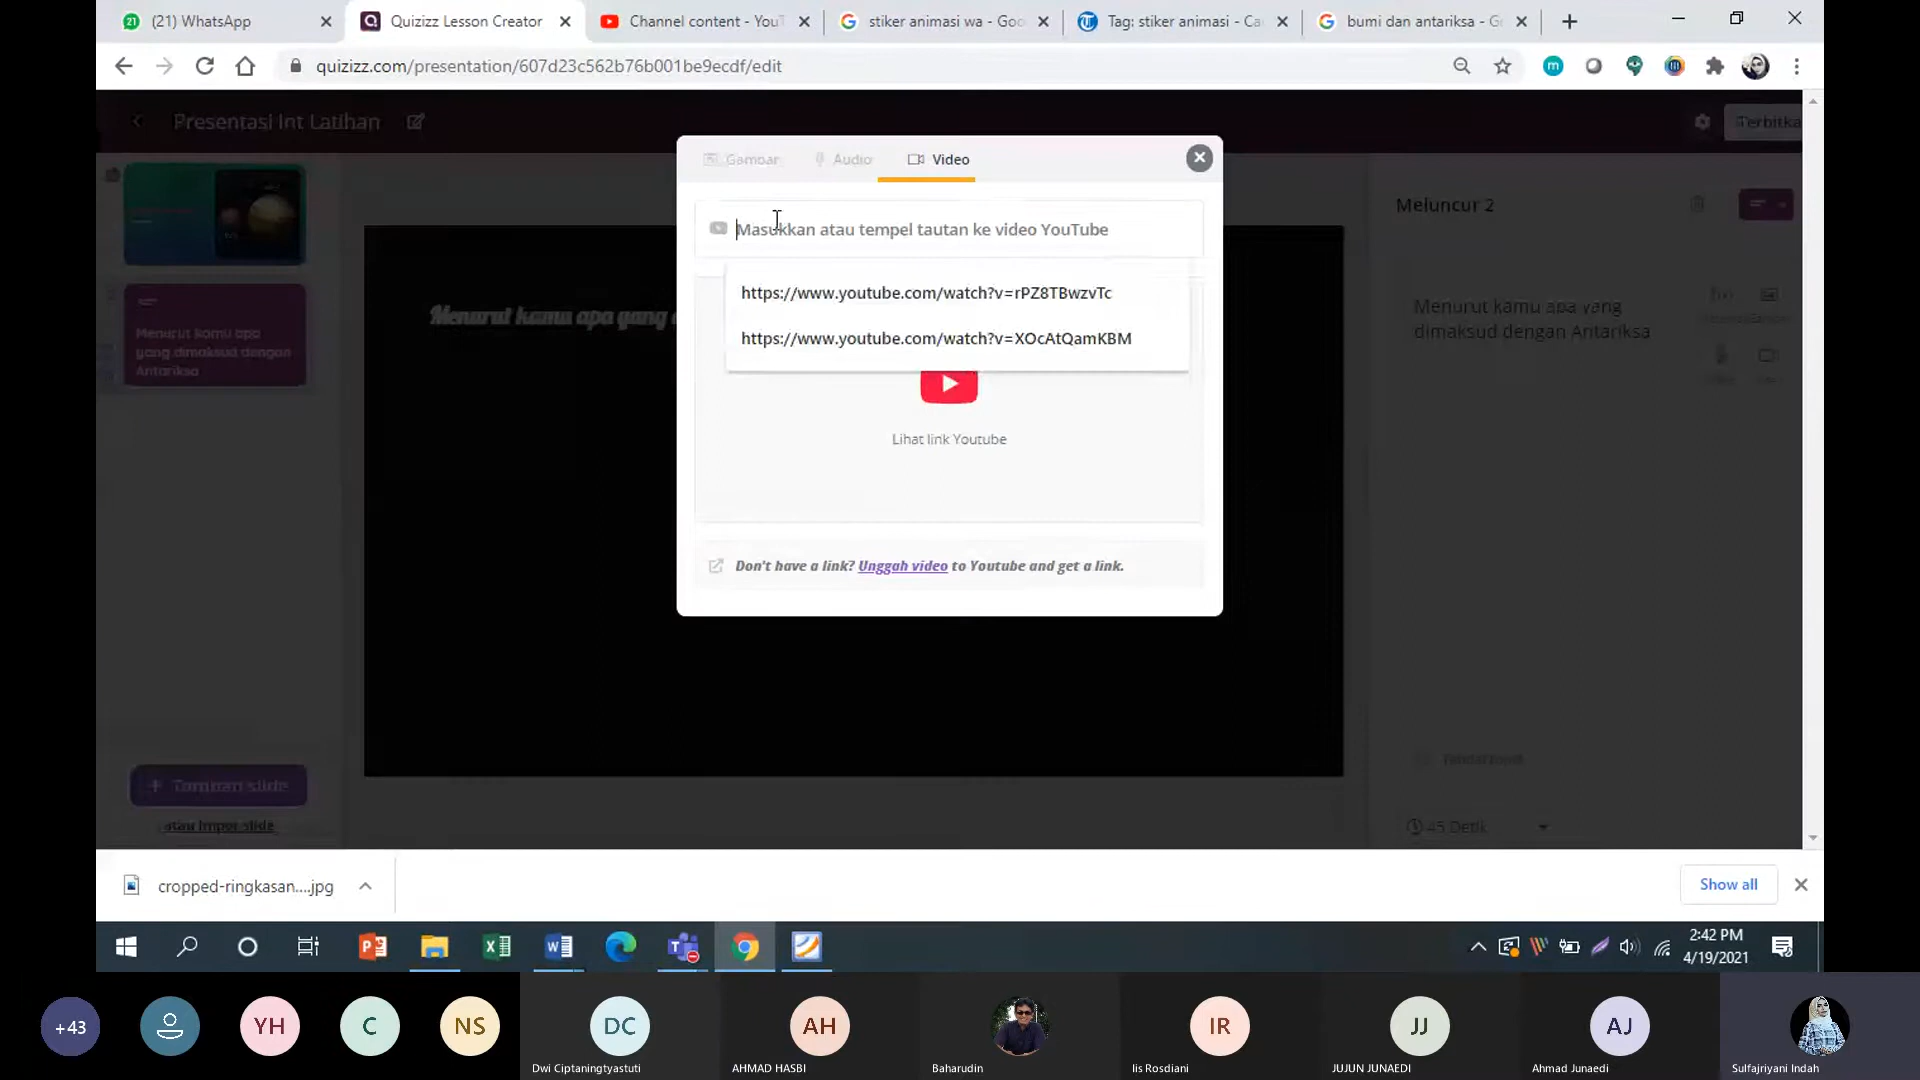 (21) WhatsApp
Quizizz Lesson Creator
Channel content - YouT
stiker animasi wa - Goo
Tag: stiker animasi - Ca
bumi dan antariksa - G
quizizz.com/presentation/607d23c562b76b001be9ecdf/edit
Presentasi Int Latihan
Terbitka
Gambar
Audio
Video
Masukkan atau tempel tautan ke video YouTube
https://www.youtube.com/watch?v=rPZ8TBwzvTc
https://www.youtube.com/watch?v=XOcAtQamKBM
Lihat link Youtube
Don't have a link? Unggah video to Youtube and get a link.
Menurut kamu apa
yang dimaksud dengan
Antariksa
Menurut kamu apa yang
Meluncur 2
Menurut kamu apa yang
dimaksud dengan Antariksa
+ Tambah slide
atau Impor slide
45 Detik
cropped-ringkasan....jpg
Show all
2:42 PM
4/19/2021
+43
YH
C
NS
DC
Dwi Ciptaningtyastuti
AH
AHMAD HASBI
Baharudin
IR
Iis Rosdiani
JJ
JUJUN JUNAEDI
AJ
Ahmad Junaedi
Sulfajriyani Indah